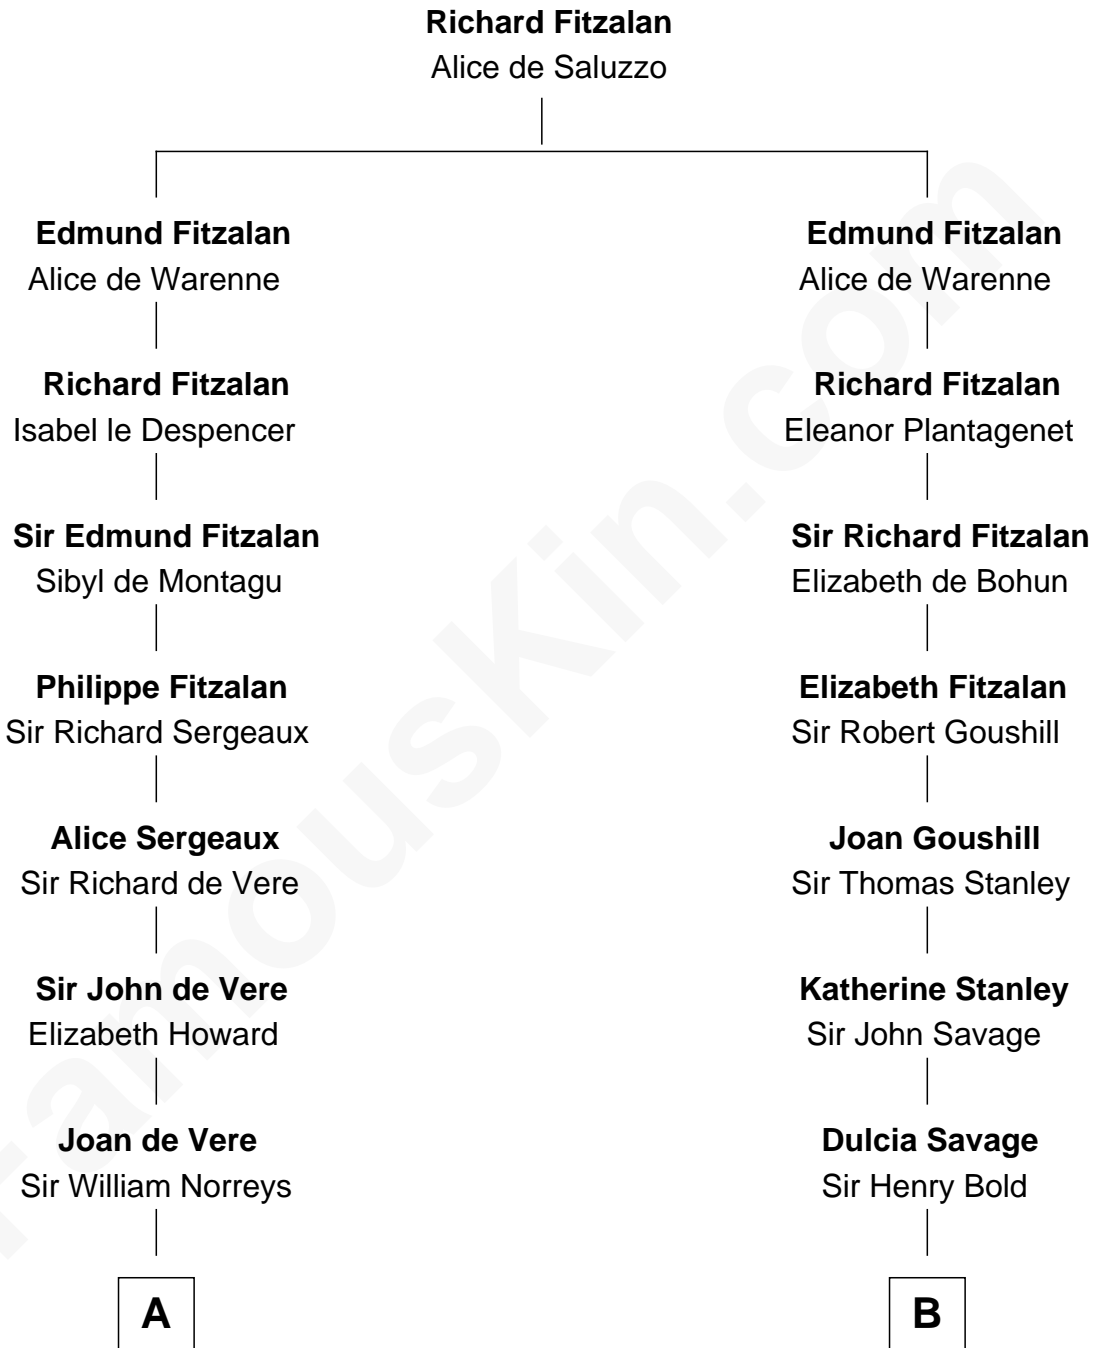 Richard Fitzalan
Alice de Saluzzo
Edmund Fitzalan
Alice de Warenne
Edmund Fitzalan
Alice de Warenne
Richard Fitzalan
Isabel le Despencer
Richard Fitzalan
Eleanor Plantagenet
Sir Edmund Fitzalan
Sibyl de Montagu
Sir Richard Fitzalan
Elizabeth de Bohun
Philippe Fitzalan
Sir Richard Sergeaux
Elizabeth Fitzalan
Sir Robert Goushill
Alice Sergeaux
Sir Richard de Vere
Joan Goushill
Sir Thomas Stanley
Sir John de Vere
Elizabeth Howard
Katherine Stanley
Sir John Savage
Joan de Vere
Sir William Norreys
Dulcia Savage
Sir Henry Bold
A
B
FamousKin.com